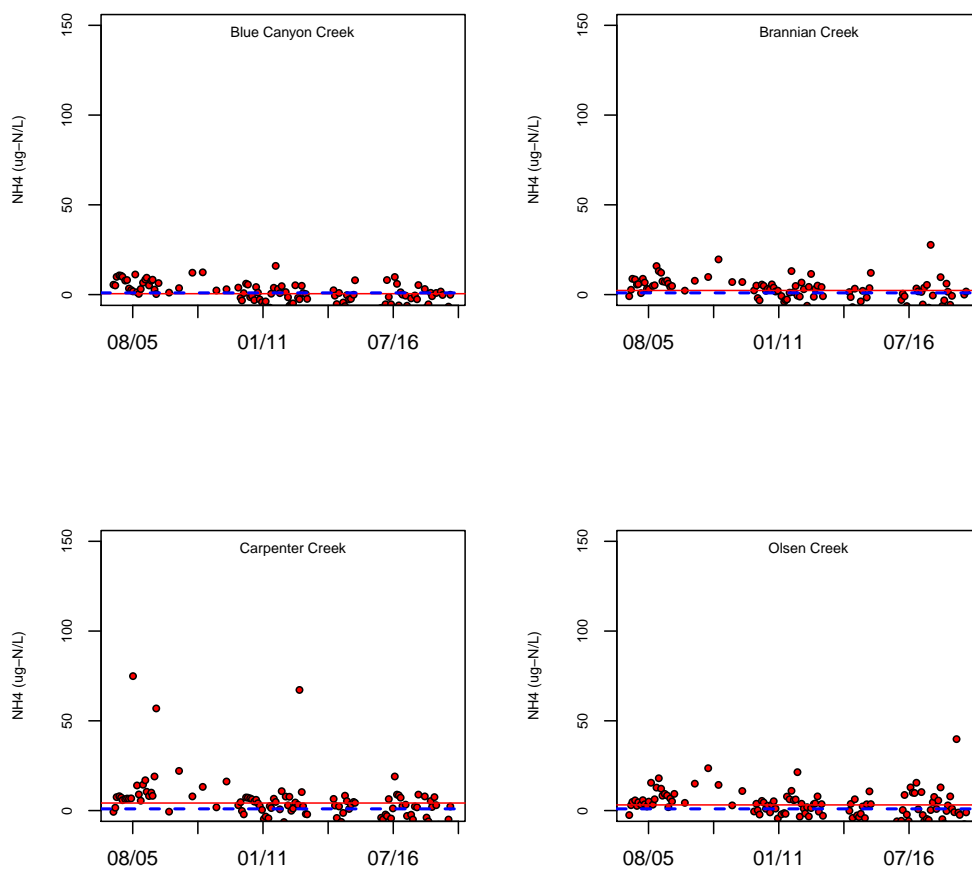 Blue Canyon Creek
NH4 (ug−N/L)
150
100
50
0
08/05 01/11 07/16
Brannian Creek
NH4 (ug−N/L)
150
100
50
0
08/05 01/11 07/16
Carpenter Creek
NH4 (ug−N/L)
150
100
50
0
08/05 01/11 07/16
Olsen Creek
NH4 (ug−N/L)
150
100
50
0
08/05 01/11 07/16